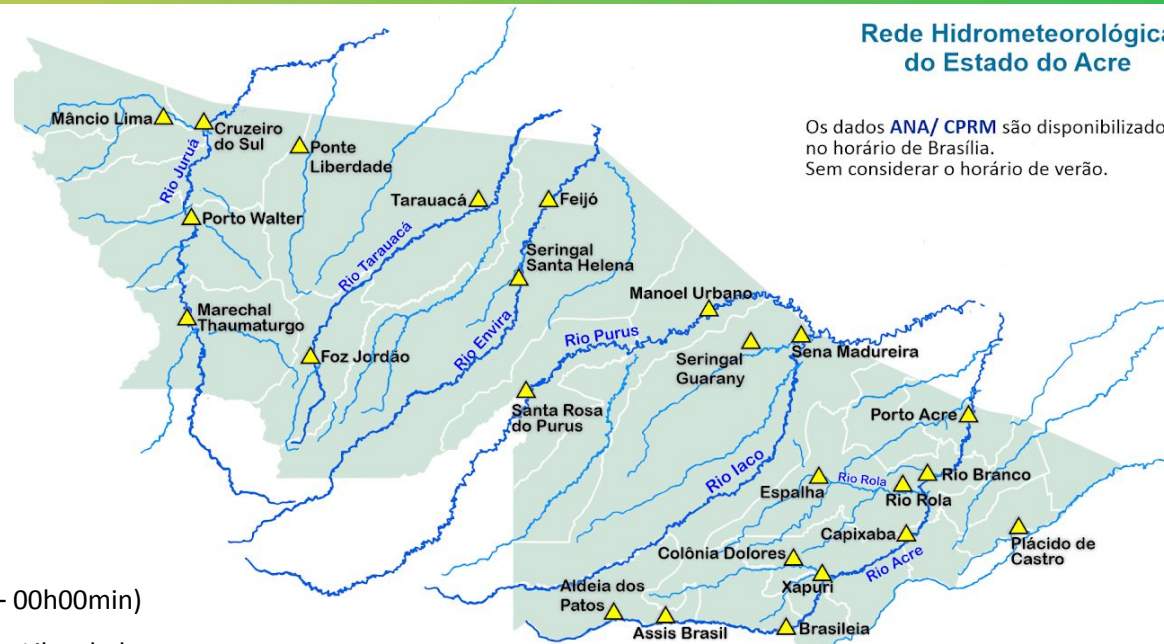 Rede Hidrometeorológica
do Estado do Acre
Os dados ANA/ CPRM são disponibilizado
no horário de Brasília.
Sem considerar o horário de verão.
Mâncio Lima
Cruzeiro
do Sul
Ponte
Liberdade
Rio Juruá
Tarauacá
Feijó
Porto Walter
Rio Tarauacá
Seringal
Santa Helena
Manoel Urbano
Marechal
Thaumaturgo
Rio Envira
Rio Purus
Foz Jordão
Seringal
Guarany
Sena Madureira
Santa Rosa
do Purus
Porto Acre
Rio Iaco
Espalha
Rio Rola
Rio Branco
Rio Rola
Capixaba
Plácido de
Castro
Colônia Dolores
Rio Acre
Xapuri
Aldeia dos
Patos
Assis Brasil
Brasileia
- 00h00min)